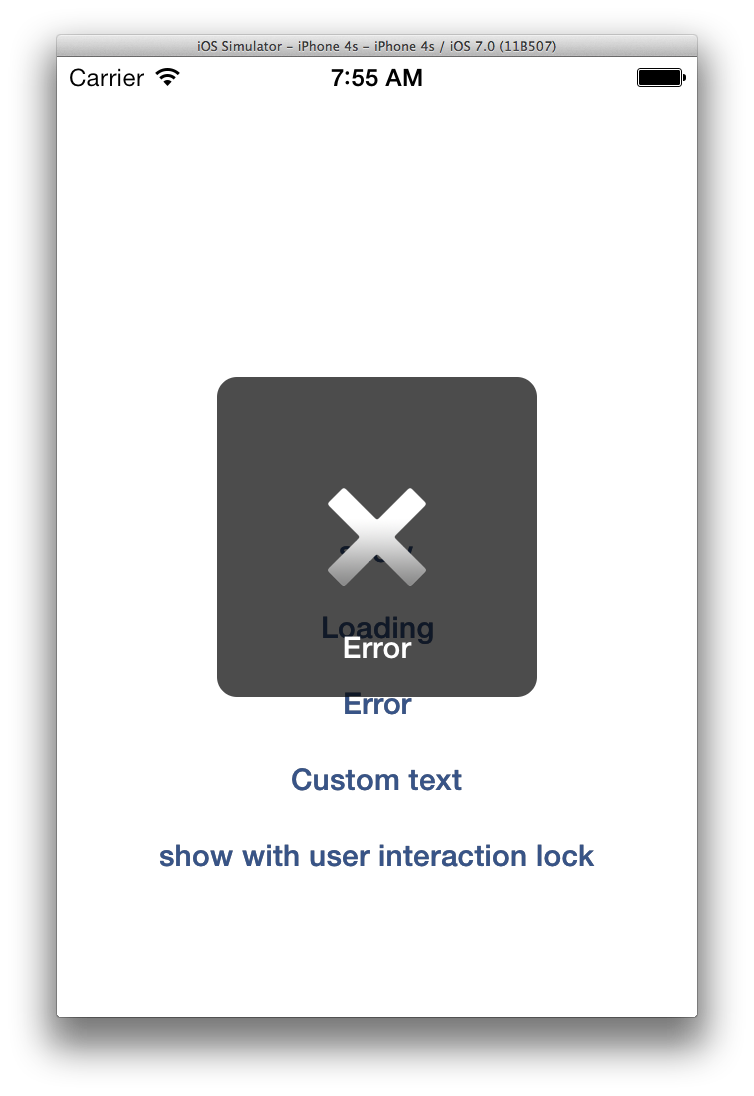 iOS Simulator – iPhone 4s – iPhone 4s / iOS 7.0 (11B507)
Carrier 7:55 AM
Loading
Error
Error
Custom text
show with user interaction lock